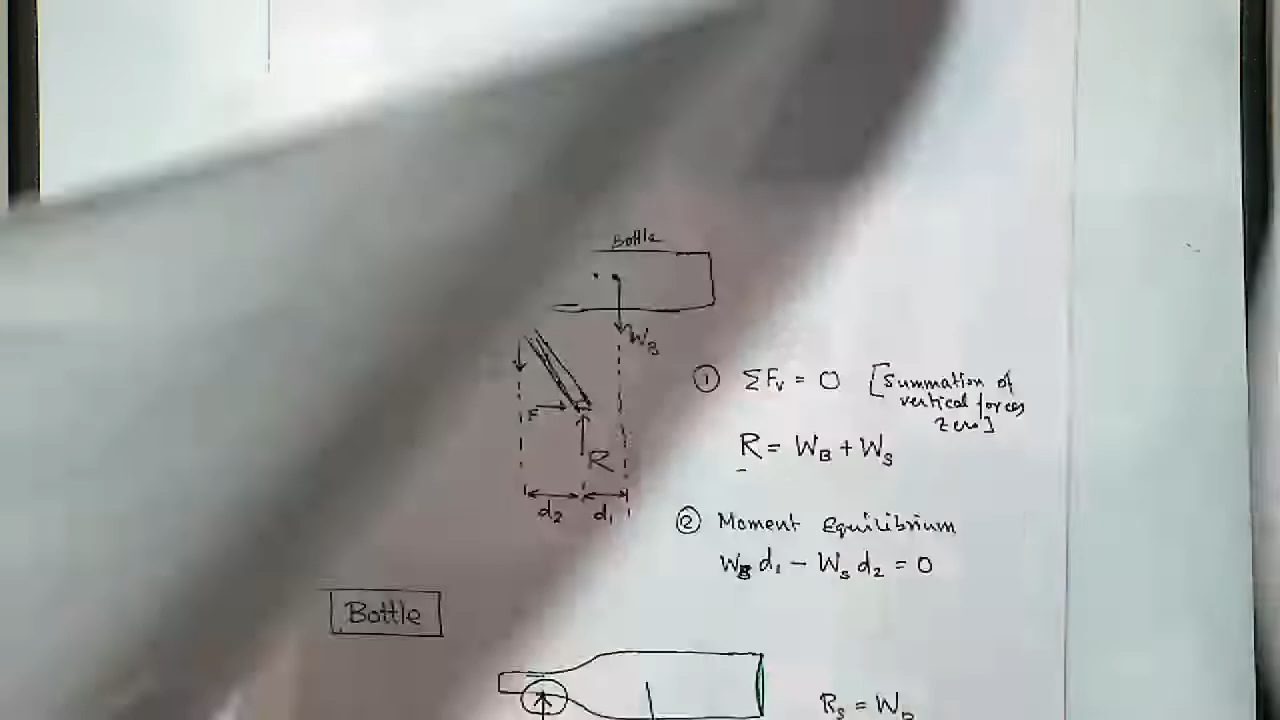 Bottle
W_B
① ΣF_v = 0 [Summation of
vertical forces
zero]
F
R
R = W_B + W_S
d_2 d_1
② Moment Equilibrium
W_B d_1 - W_S d_2 = 0
Bottle
R_S = W_B